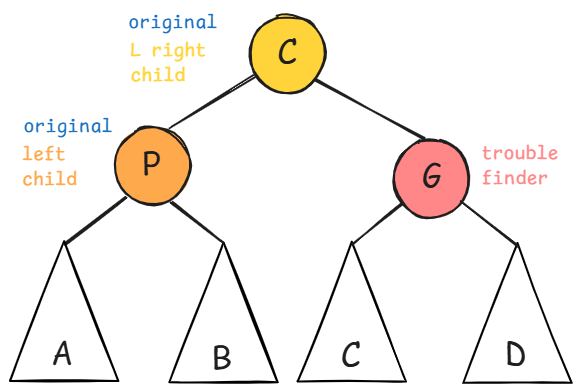 original
L right
child
C
original
left
child
P
G
trouble
finder
A
B
C
D